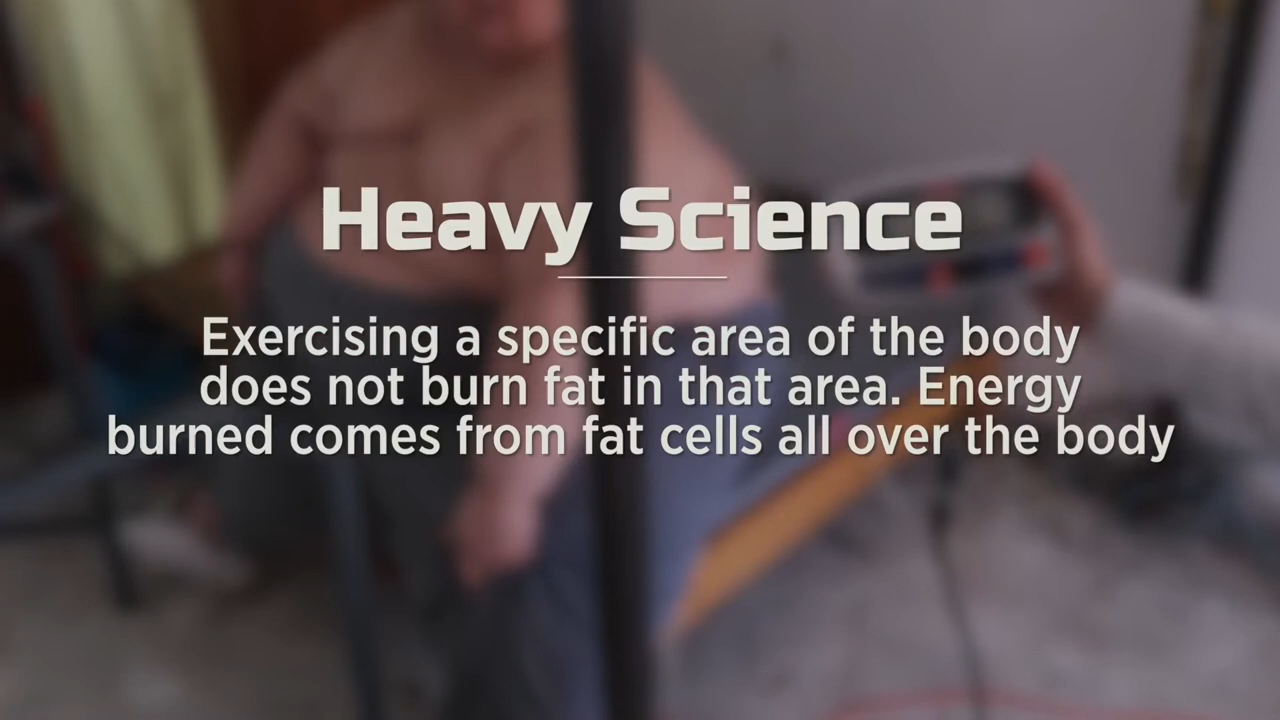 Heavy Science
Exercising a specific area of the body
does not burn fat in that area. Energy
burned comes from fat cells all over the body